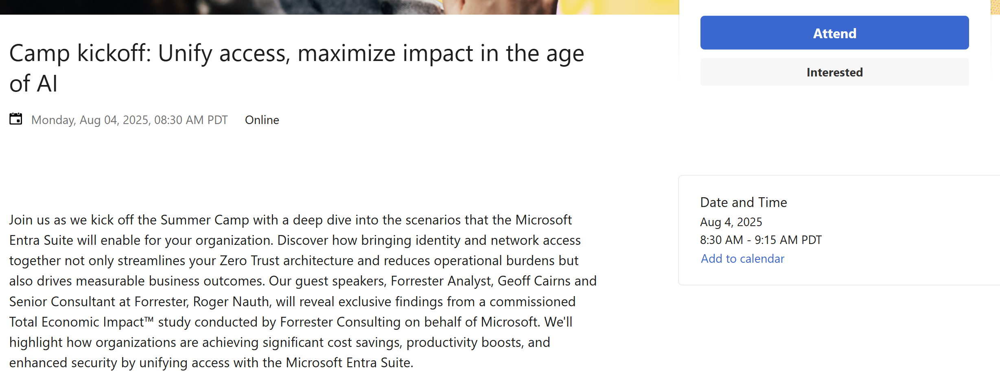 Attend
Interested
Camp kickoff: Unify access, maximize impact in the age
of AI
Monday, Aug 04, 2025, 08:30 AM PDT Online
Join us as we kick off the Summer Camp with a deep dive into the scenarios that the Microsoft
Entra Suite will enable for your organization. Discover how bringing identity and network access
together not only streamlines your Zero Trust architecture and reduces operational burdens but
also drives measurable business outcomes. Our guest speakers, Forrester Analyst, Geoff Cairns and
Senior Consultant at Forrester, Roger Nauth, will reveal exclusive findings from a commissioned
Total Economic Impact™ study conducted by Forrester Consulting on behalf of Microsoft. We'll
highlight how organizations are achieving significant cost savings, productivity boosts, and
enhanced security by unifying access with the Microsoft Entra Suite.
Date and Time
Aug 4, 2025
8:30 AM - 9:15 AM PDT
Add to calendar